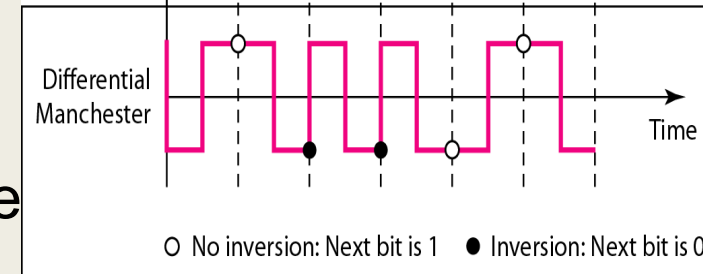 Differential
Manchester
Time
e
No inversion: Next bit is 1 Inversion: Next bit is 0